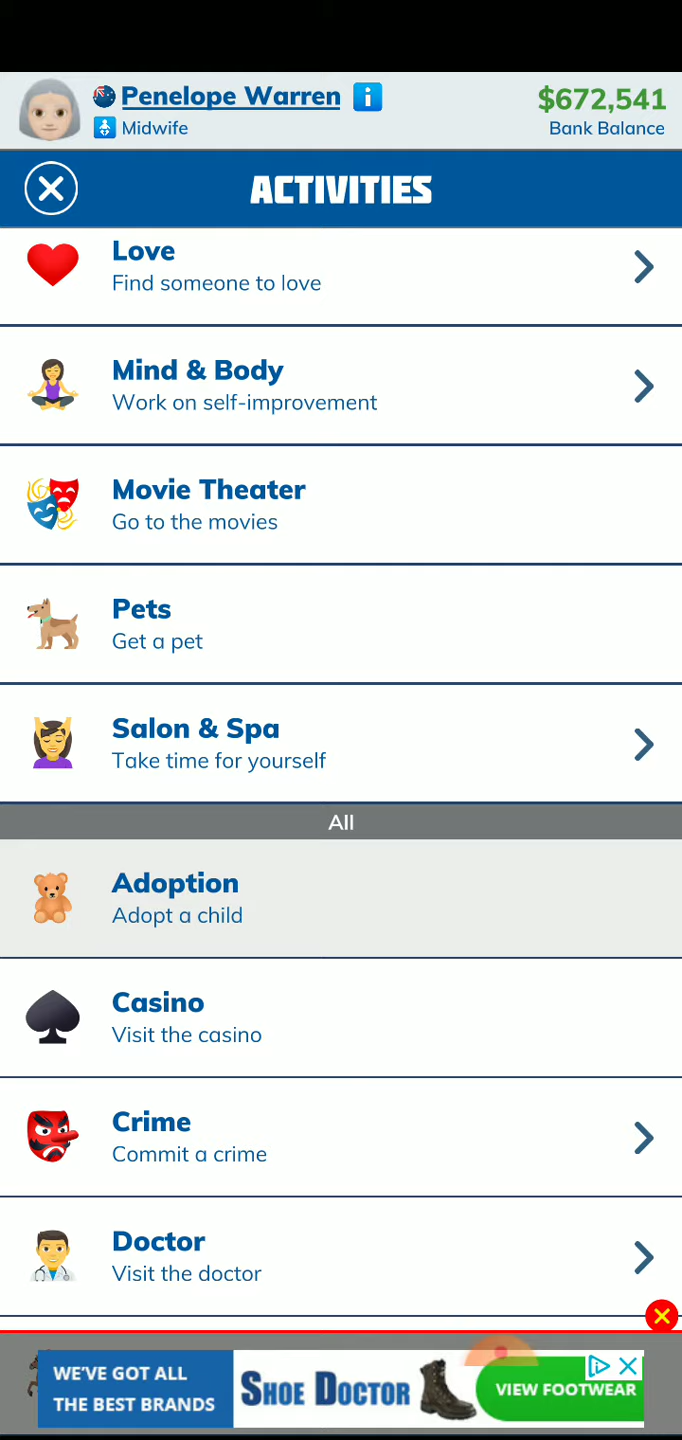 Penelope Warren
$672,541
Midwife
Bank Balance
ACTIVITIES
Love
Find someone to love
Mind & Body
Work on self-improvement
Movie Theater
Go to the movies
Pets
Get a pet
Salon & Spa
Take time for yourself
All
Adoption
Adopt a child
Casino
Visit the casino
Crime
Commit a crime
Doctor
Visit the doctor
WE'VE GOT ALL
THE BEST BRANDS
SHOE DOCTOR
VIEW FOOTWEAR